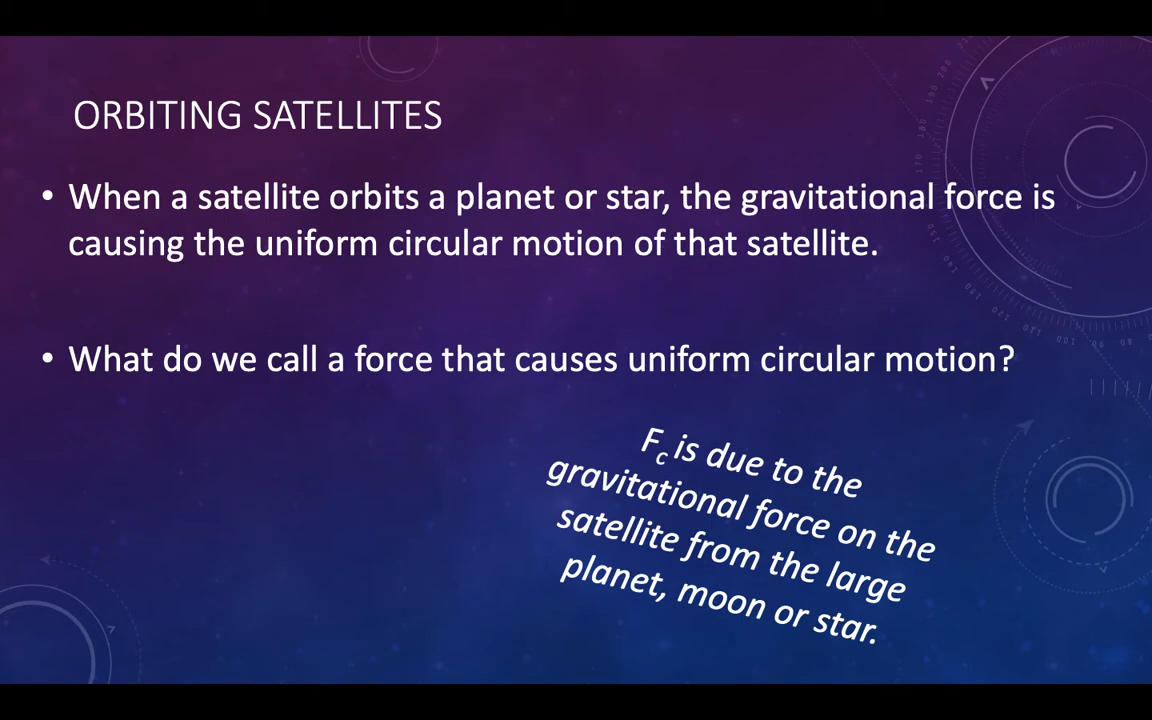 ORBITING SATELLITES
• When a satellite orbits a planet or star, the gravitational force is
causing the uniform circular motion of that satellite.
• What do we call a force that causes uniform circular motion?
Fc is due to the
gravitational force on the
satellite from the large
planet, moon or star.